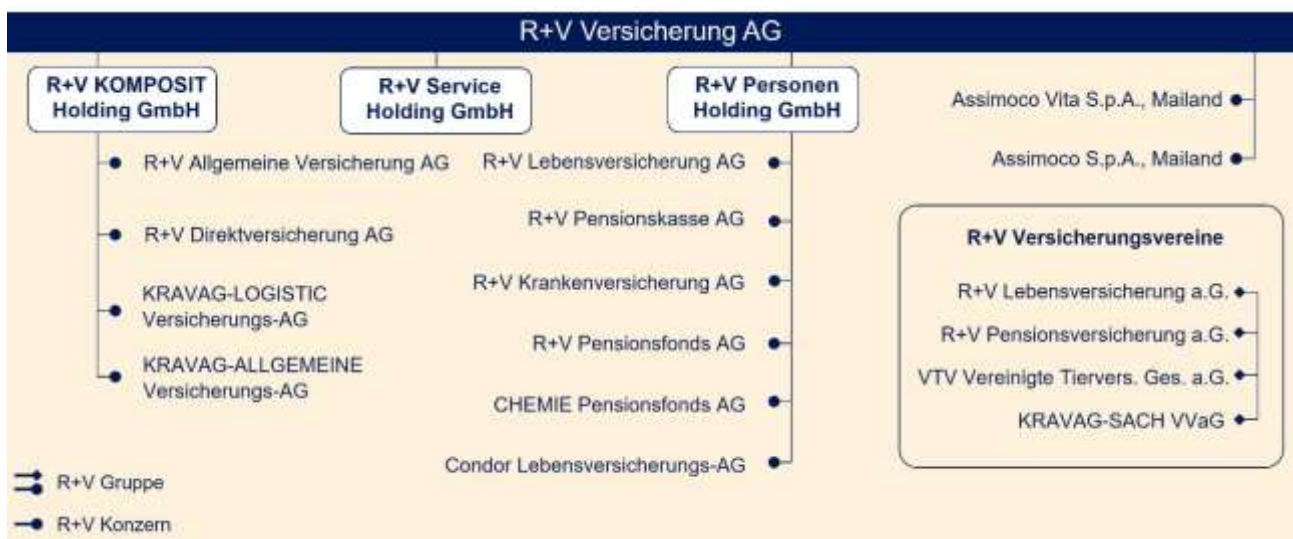 R+V Versicherung AG
R+V KOMPOSIT
Holding GmbH
R+V Allgemeine Versicherung AG
R+V Direktversicherung AG
KRAVAG-LOGISTIC
Versicherungs-AG
KRAVAG-ALLGEMEINE
Versicherungs-AG
R+V Service
Holding GmbH
R+V Personen
Holding GmbH
R+V Lebensversicherung AG
R+V Pensionskasse AG
R+V Krankenversicherung AG
R+V Pensionsfonds AG
CHEMIE Pensionsfonds AG
Condor Lebensversicherungs-AG
Assimoco Vita S.p.A., Mailand
Assimoco S.p.A., Mailand
R+V Versicherungsvereine
R+V Lebensversicherung a.G.
R+V Pensionsversicherung a.G.
VTV Vereinigte Tiervers. Ges. a.G.
KRAVAG-SACH VVaG
R+V Gruppe
R+V Konzern